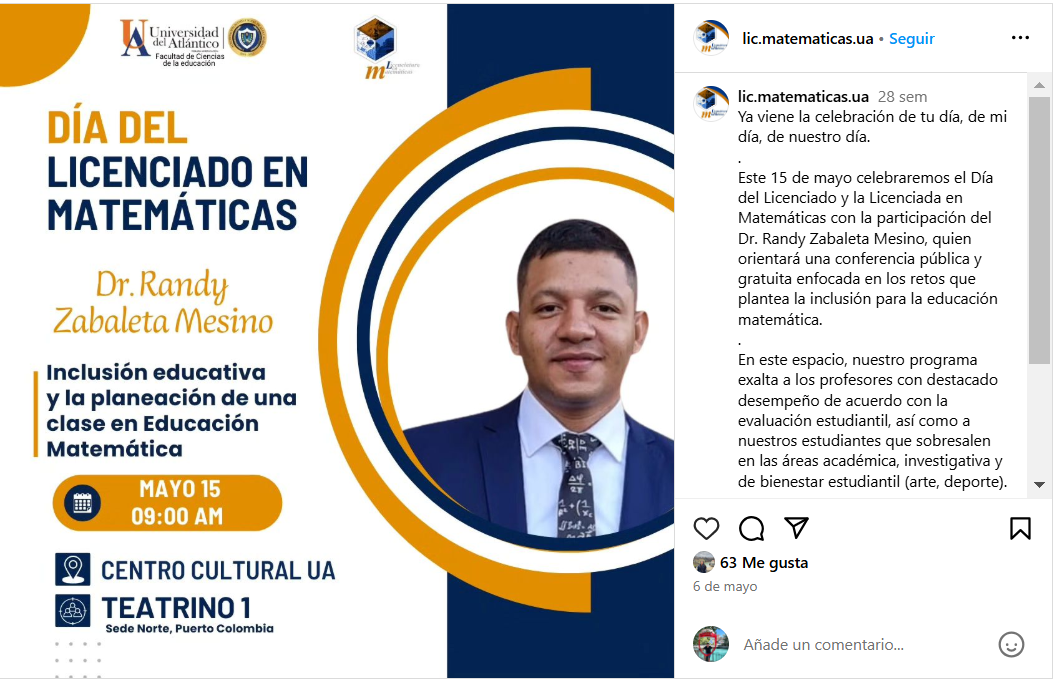 Universidad
del Atlántico
Facultad de Ciencias
de la educación
Licenciatura
en
matemáticas
DÍA DEL
LICENCIADO EN
MATEMÁTICAS
Dr. Randy
Zabaleta Mesino
Inclusión educativa
y la planeación de una
clase en Educación
Matemática
MAYO 15
09:00 AM
CENTRO CULTURAL UA
TEATRINO 1
Sede Norte, Puerto Colombia
lic.matematicas.ua • Seguir
lic.matematicas.ua 28 sem
Ya viene la celebración de tu día, de mi
día, de nuestro día.
.
Este 15 de mayo celebraremos el Día
del Licenciado y la Licenciada en
Matemáticas con la participación del
Dr. Randy Zabaleta Mesino, quien
orientará una conferencia pública y
gratuita enfocada en los retos que
plantea la inclusión para la educación
matemática.
.
En este espacio, nuestro programa
exalta a los profesores con destacado
desempeño de acuerdo con la
evaluación estudiantil, así como a
nuestros estudiantes que sobresalen
en las áreas académica, investigativa y
de bienestar estudiantil (arte, deporte).
63 Me gusta
6 de mayo
Añade un comentario...